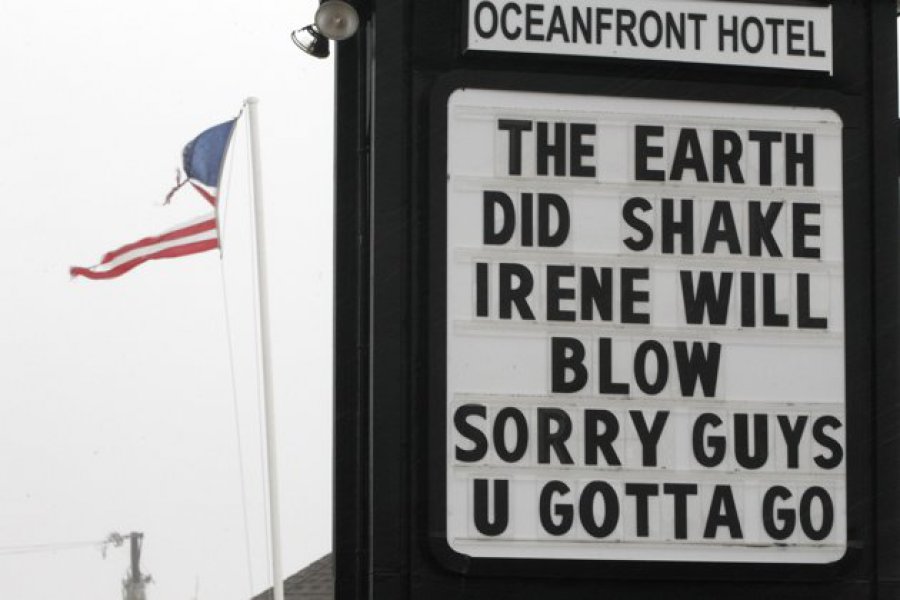 OCEANFRONT HOTEL
THE EARTH
DID SHAKE
IRENE WILL
BLOW
SORRY GUYS
U GOTTA GO